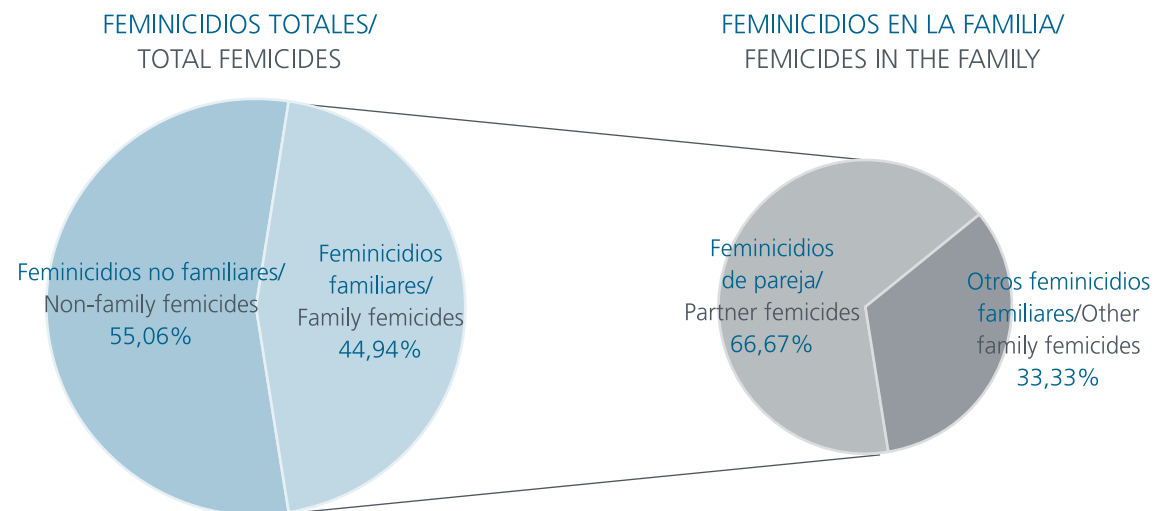 FEMINICIDIOS TOTALES/
TOTAL FEMICIDES
FEMINICIDIOS EN LA FAMILIA/
FEMICIDES IN THE FAMILY
Feminicidios no familiares/
Non-family femicides
55,06%
Feminicidios
familiares/
Family femicides
44,94%
Feminicidios
de pareja/
Partner femicides
66,67%
Otros feminicidios
familiares/Other
family femicides
33,33%